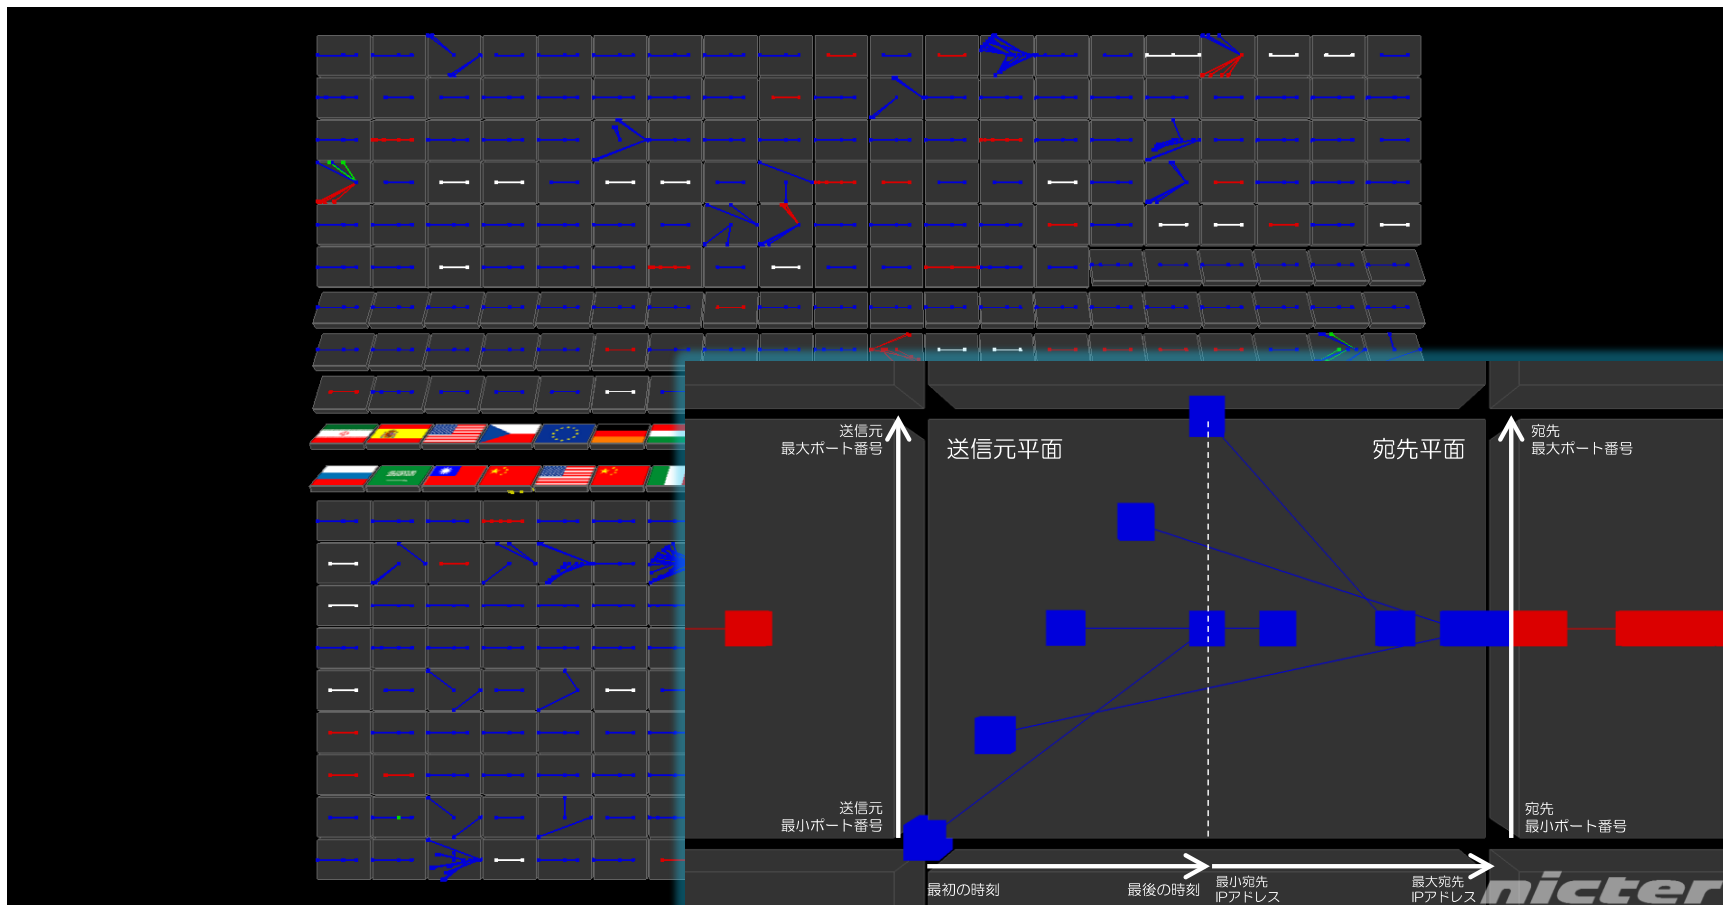 送信元
最大ポート番号
送信元平面
宛先平面
宛先
最大ポート番号
送信元
最小ポート番号
宛先
最小ポート番号
最初の時刻
最後の時刻
最小宛先
IPアドレス
最大宛先
IPアドレス
nicter